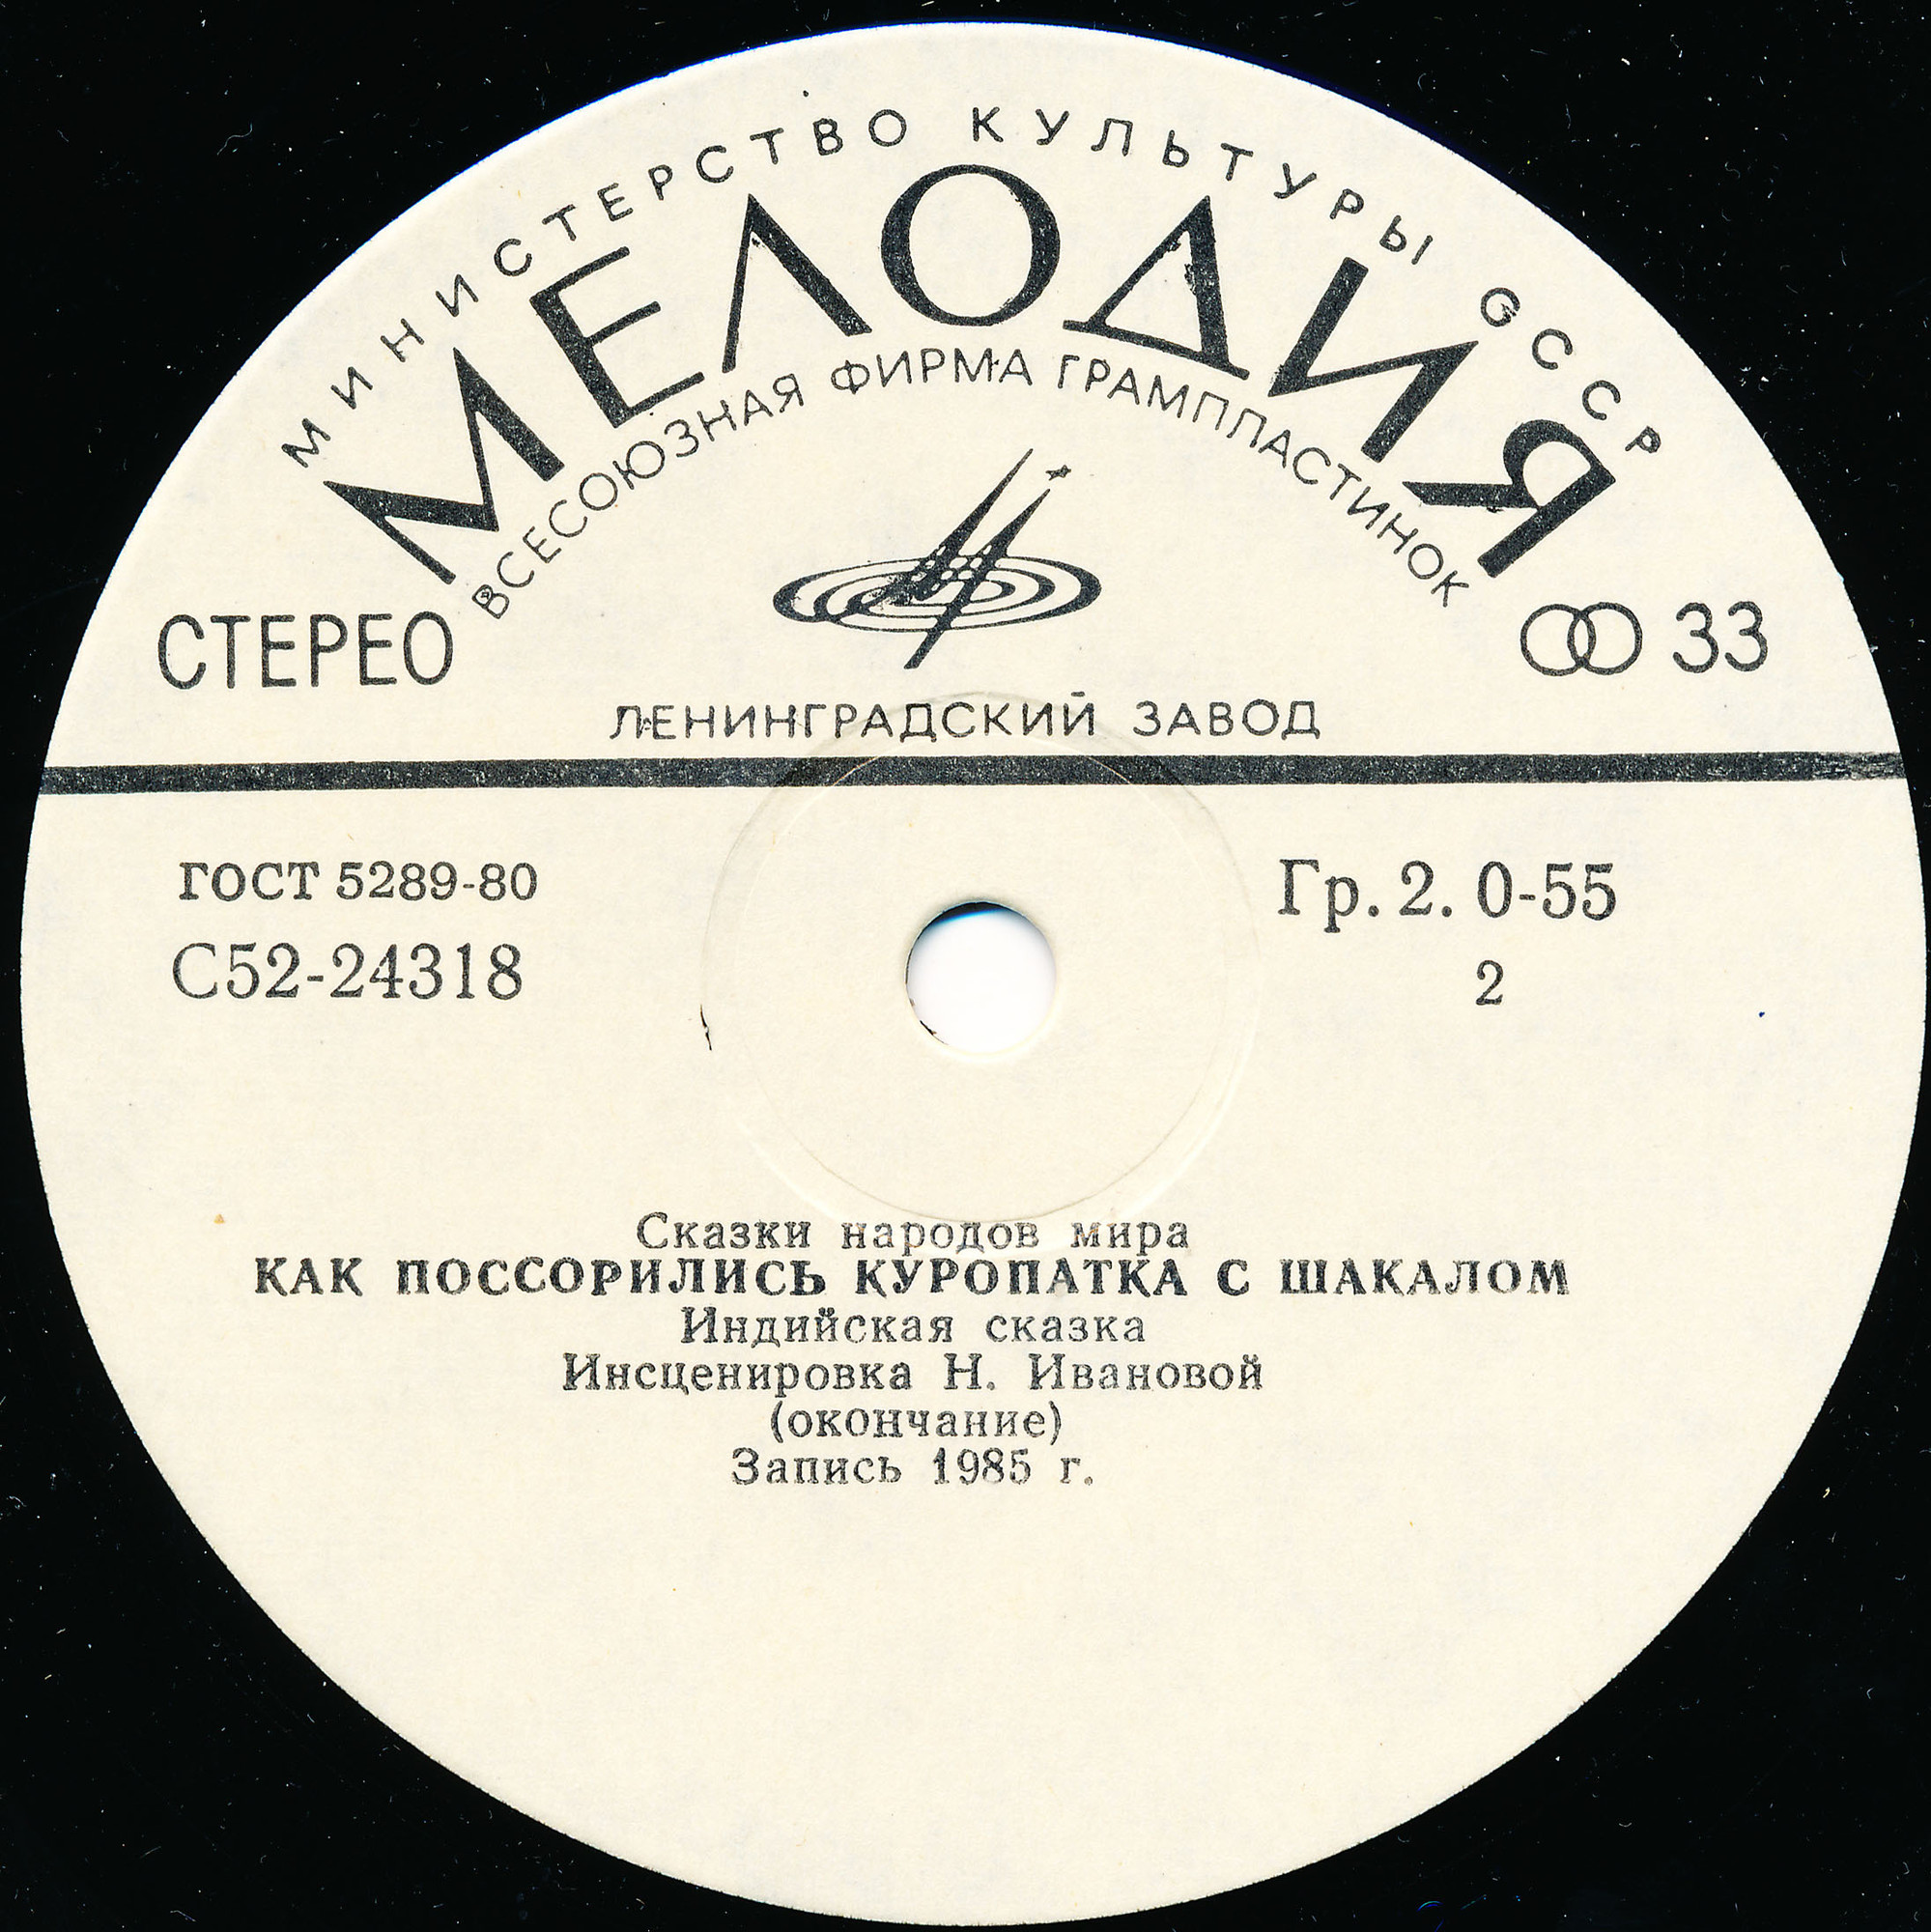 МИНИСТЕРСТВО КУЛЬТУРЫ СССР
МЕЛОДИЯ
ВСЕСОЮЗНАЯ ФИРМА ГРАМПЛАСТИНОК
СТЕРЕО
33
ЛЕНИНГРАДСКИЙ ЗАВОД
ГОСТ 5289-80
Гр. 2. 0-55
С52-24318
2
Сказки народов мира
КАК ПОССОРИЛИСЬ КУРОПАТКА С ШАКАЛОМ
Индийская сказка
Инсценировка Н. Ивановой
(окончание)
Запись 1985 г.